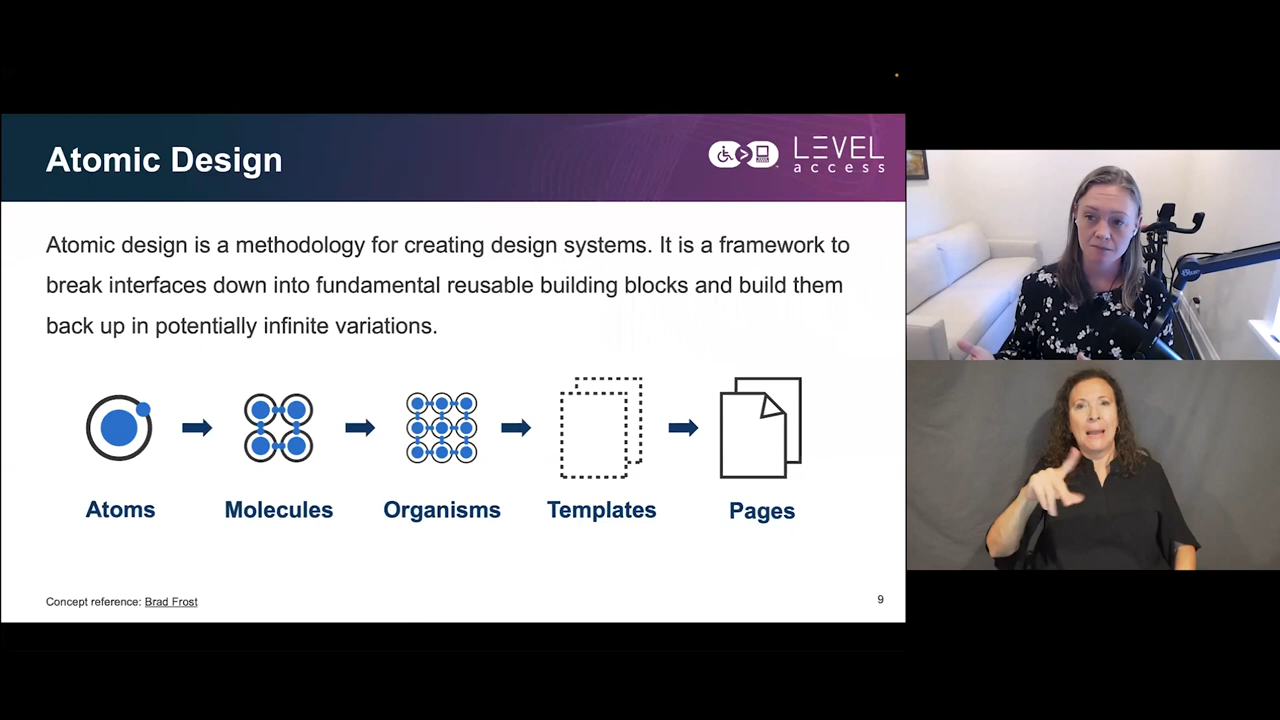 Atomic Design
LEVEL
access
Atomic design is a methodology for creating design systems. It is a framework to
break interfaces down into fundamental reusable building blocks and build them
back up in potentially infinite variations.
Atoms
Molecules
Organisms
Templates
Pages
Concept reference: Brad Frost
9